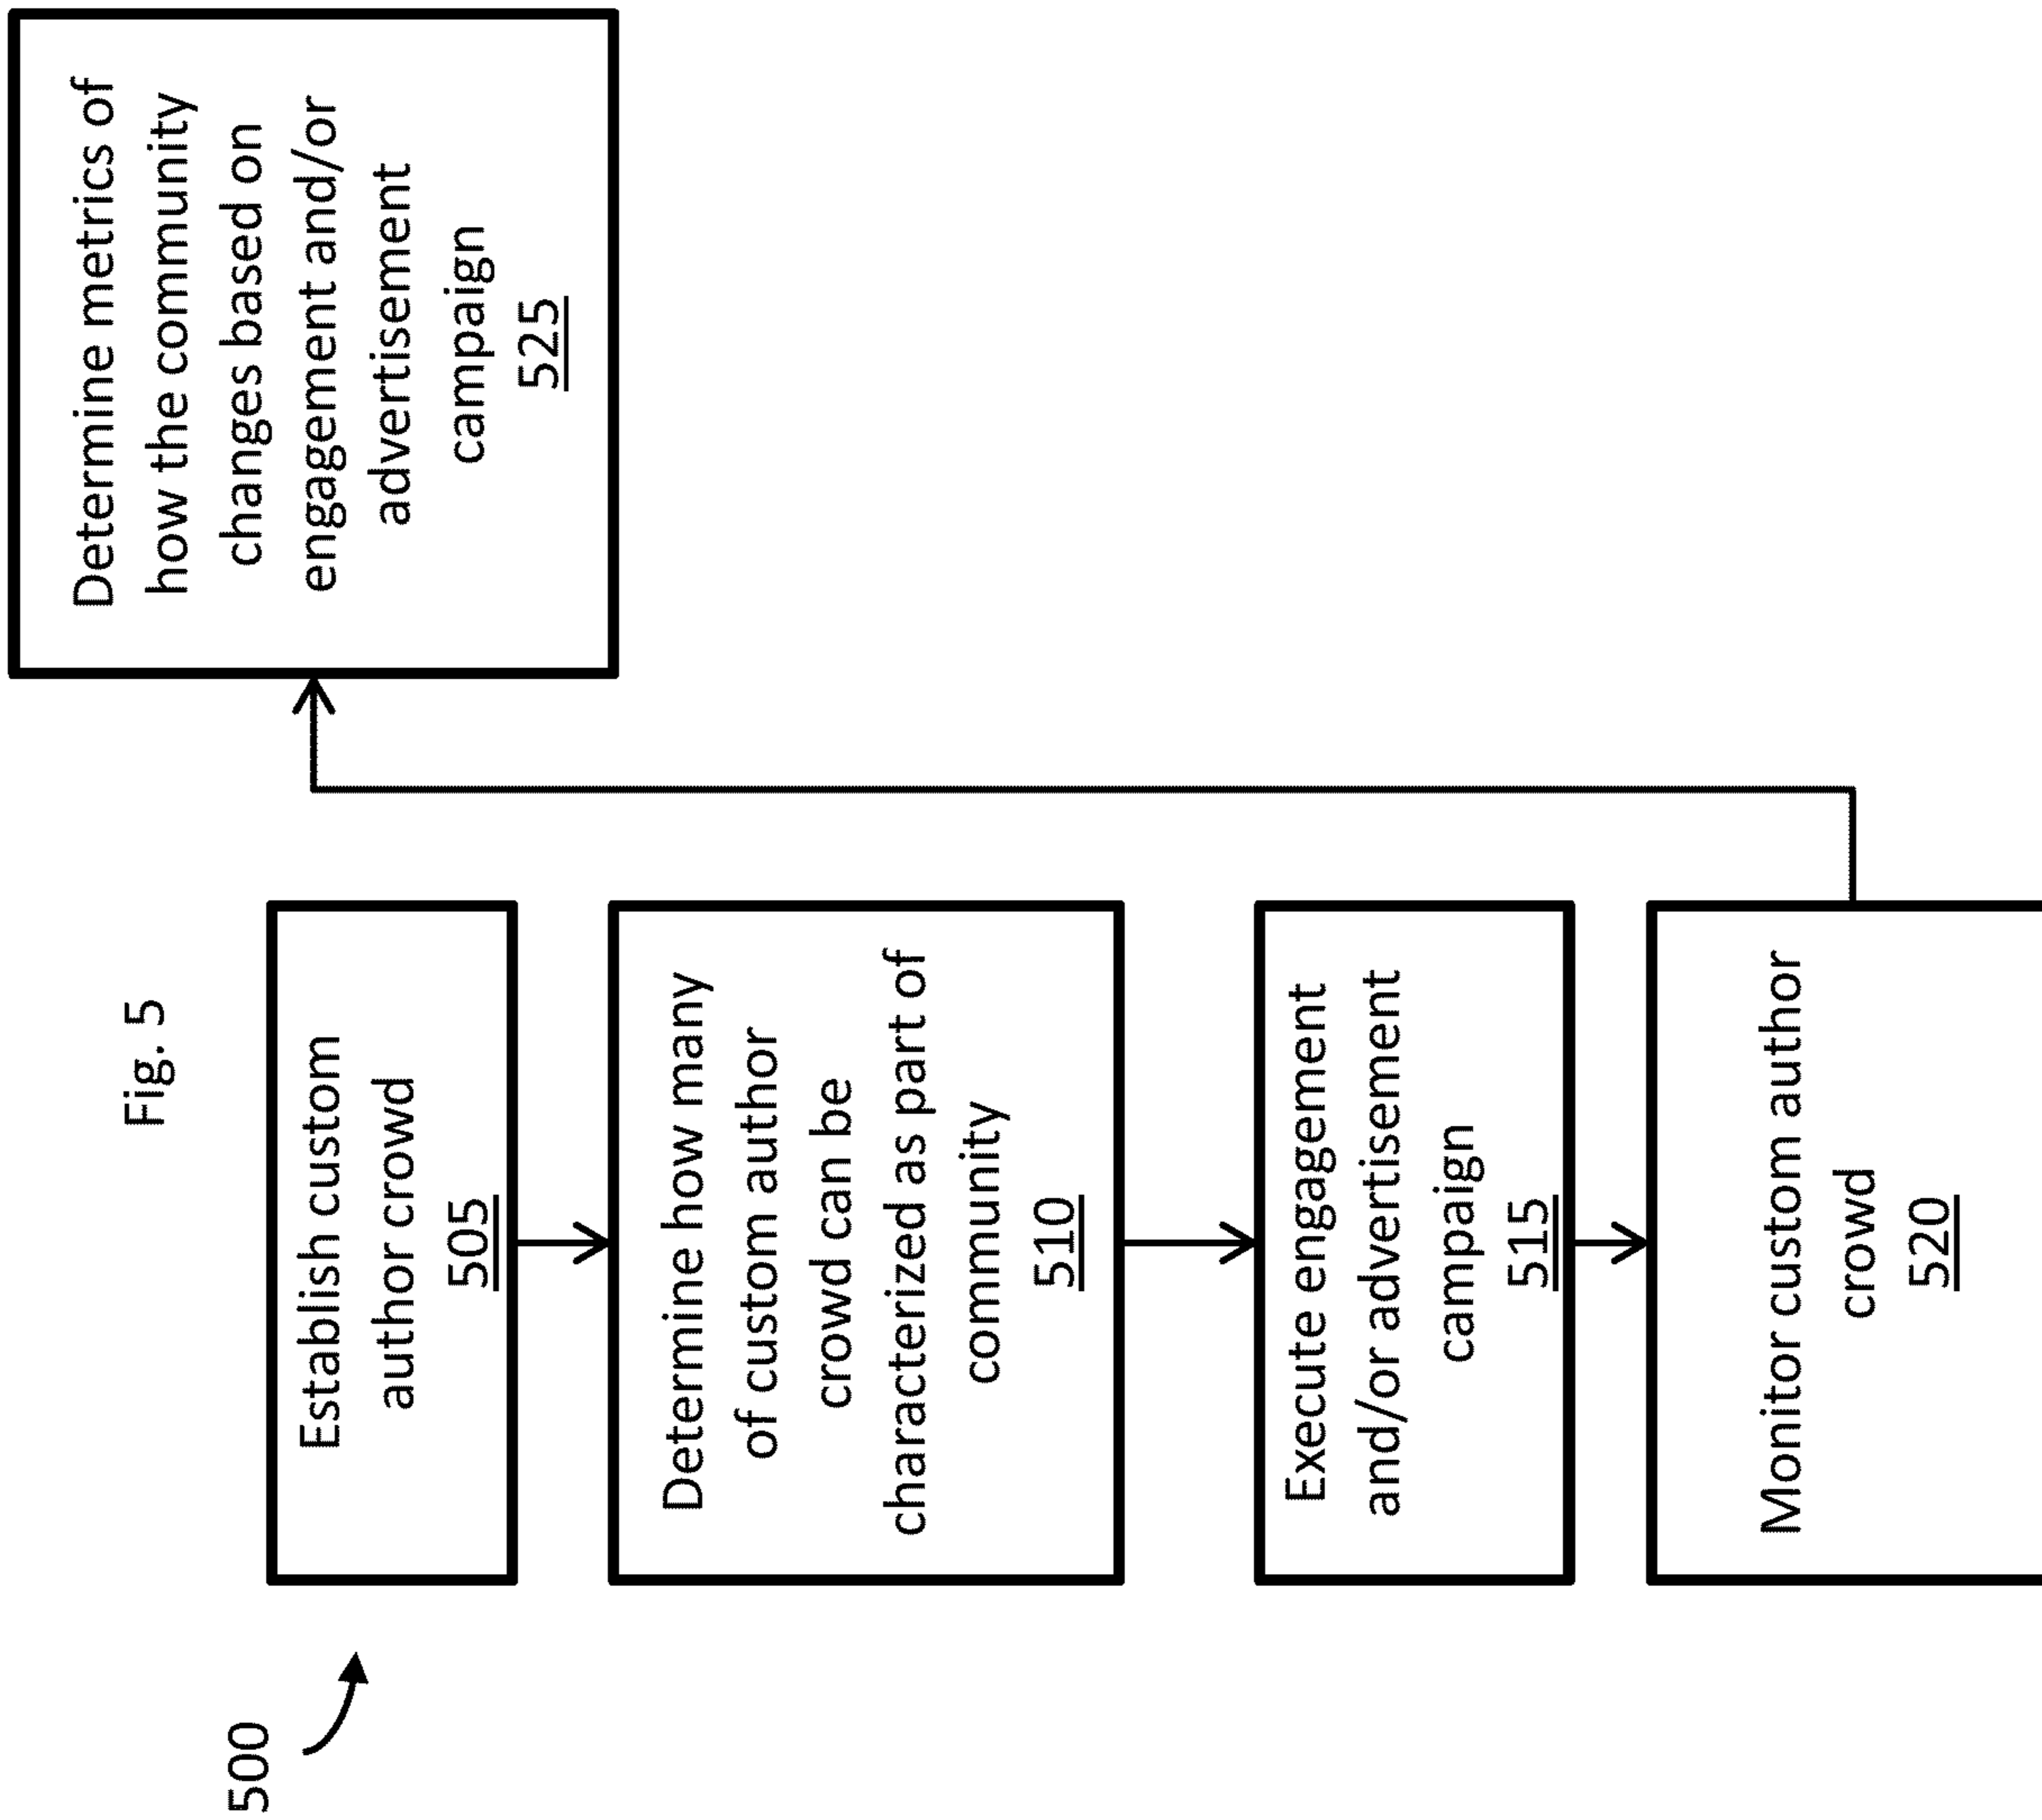 Fig. 5
500
Establish custom
author crowd
505
Determine how many
of custom author
crowd can be
characterized as part of
community
510
Execute engagement
and/or advertisement
campaign
515
Monitor custom author
crowd
520
Determine metrics of
how the community
changes based on
engagement and/or
advertisement
campaign
525